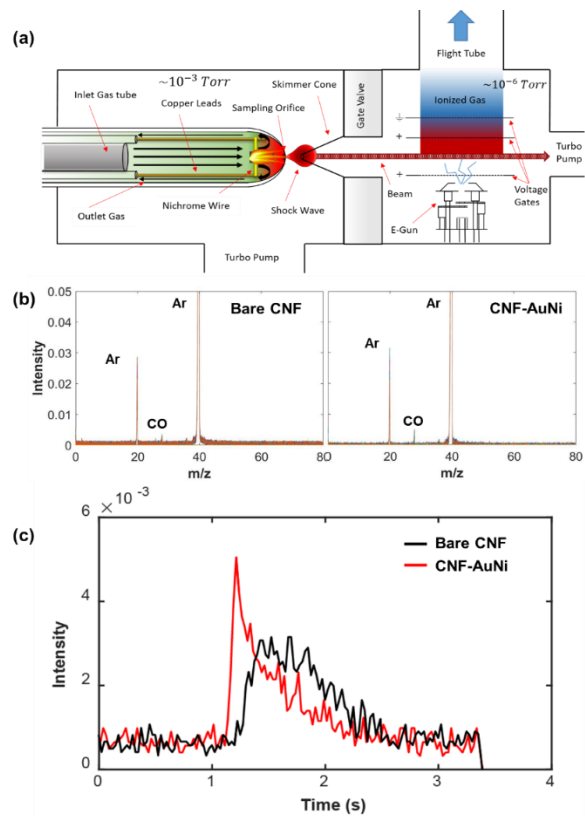 (a)
Flight Tube
~10⁻³ Torr
Skimmer Cone
Gate Valve
~10⁻⁶ Torr
Inlet Gas tube
Copper Leads
Sampling Orifice
Ionized Gas
Turbo
Pump
Outlet Gas
Nichrome Wire
Shock Wave
Beam
E-Gun
Voltage
Gates
Turbo Pump
(b)
0.05
0.04
0.03
0.02
0.01
0
Intensity
Ar
Bare CNF
Ar
CO
0 20 40 60 80
m/z
Ar
CNF-AuNi
Ar
CO
0 20 40 60 80
m/z
(c)
× 10⁻³
6
4
2
0
Intensity
Bare CNF
CNF-AuNi
0 1 2 3 4
Time (s)